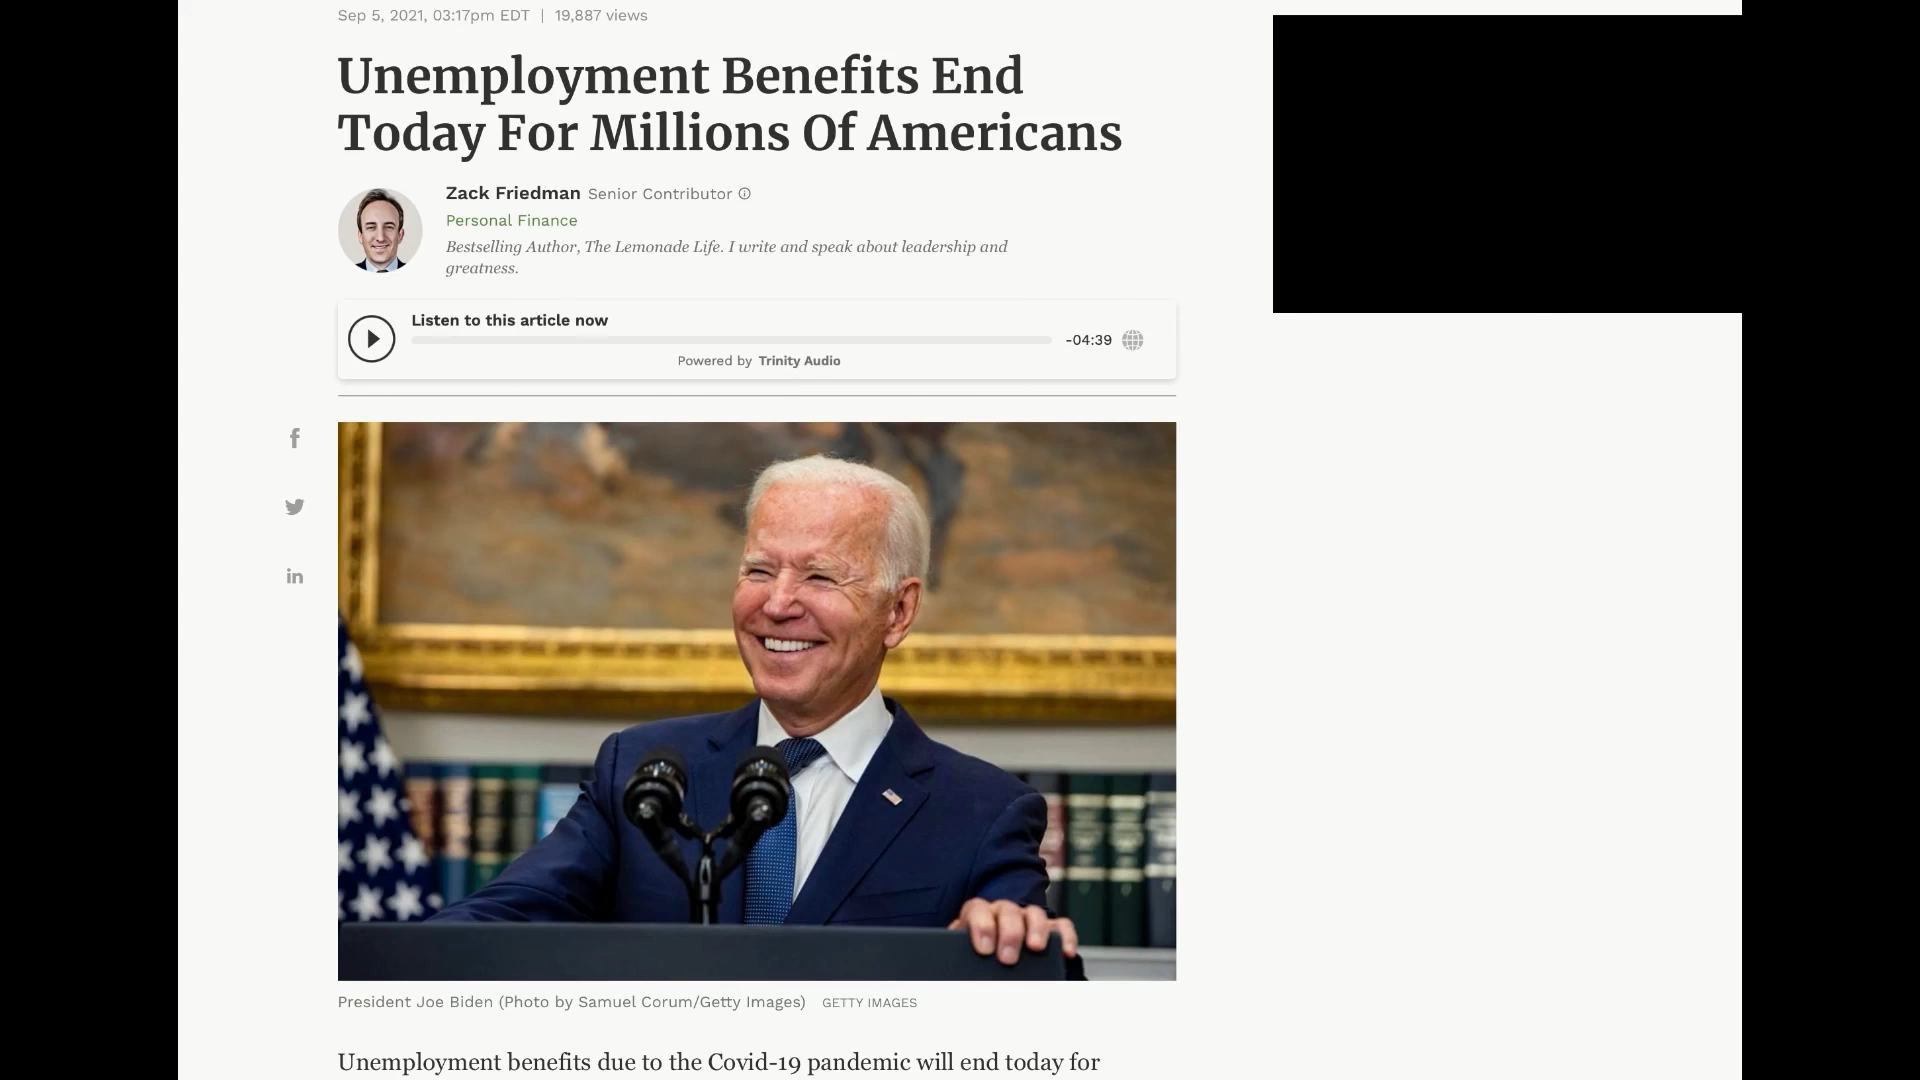 Sep 5, 2021, 03:17pm EDT | 19,887 views
Unemployment Benefits End
Today For Millions Of Americans
Zack Friedman Senior Contributor
Personal Finance
Bestselling Author, The Lemonade Life. I write and speak about leadership and
greatness.
Listen to this article now
-04:39
Powered by Trinity Audio
President Joe Biden (Photo by Samuel Corum/Getty Images) GETTY IMAGES
Unemployment benefits due to the Covid-19 pandemic will end today for